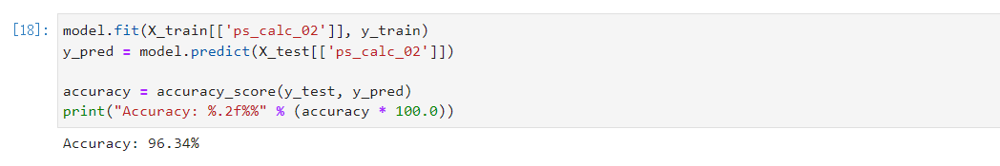 [18]:
model.fit(X_train[['ps_calc_02']], y_train)
y_pred = model.predict(X_test[['ps_calc_02']])
accuracy = accuracy_score(y_test, y_pred)
print("Accuracy: %.2f%%" % (accuracy * 100.0))
Accuracy: 96.34%